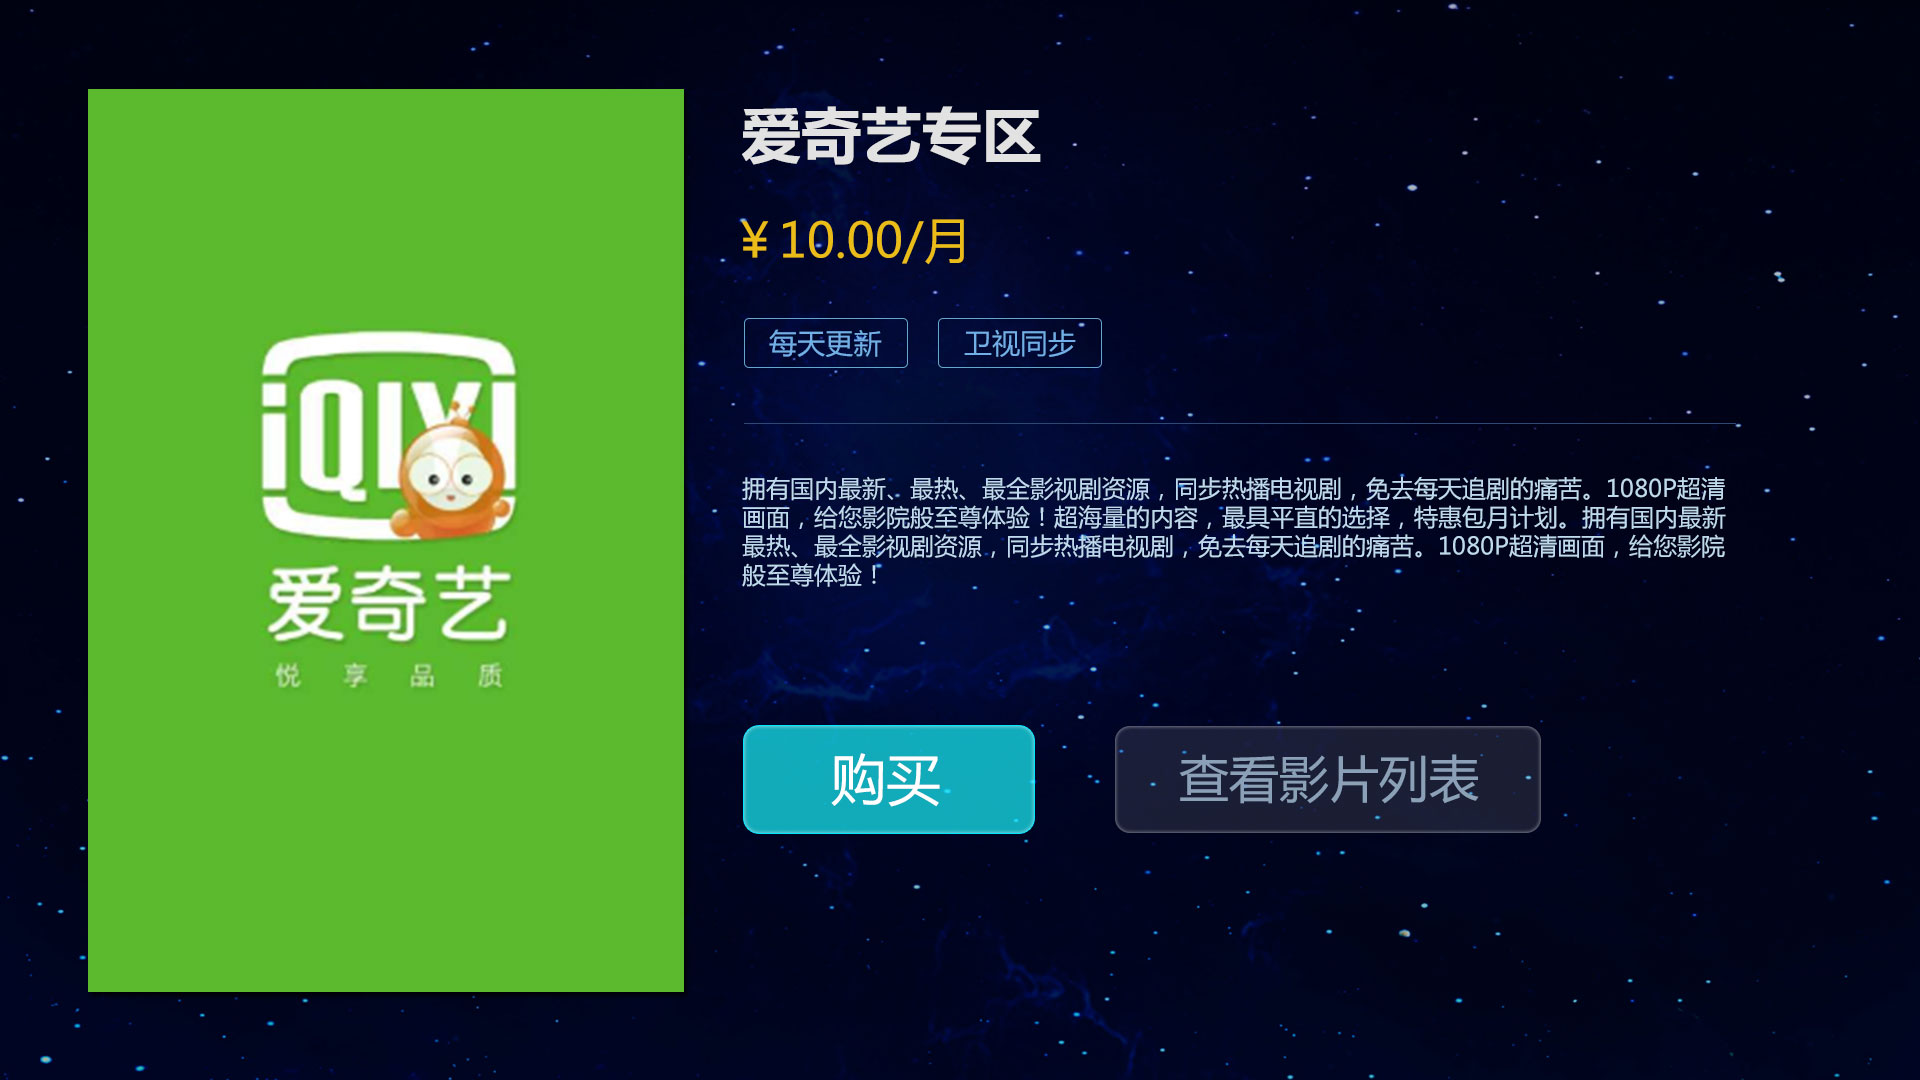 iQIYI
爱奇艺
悦享品质
爱奇艺专区
¥10.00/月
每天更新
卫视同步
拥有国内最新、最热、最全影视剧资源，同步热播电视剧，免去每天追剧的痛苦。1080P超清
画面，给您影院般至尊体验！超海量的内容，最具平直的选择，特惠包月计划。拥有国内最新
最热、最全影视剧资源，同步热播电视剧，免去每天追剧的痛苦。1080P超清画面，给您影院
般至尊体验！
购买
查看影片列表